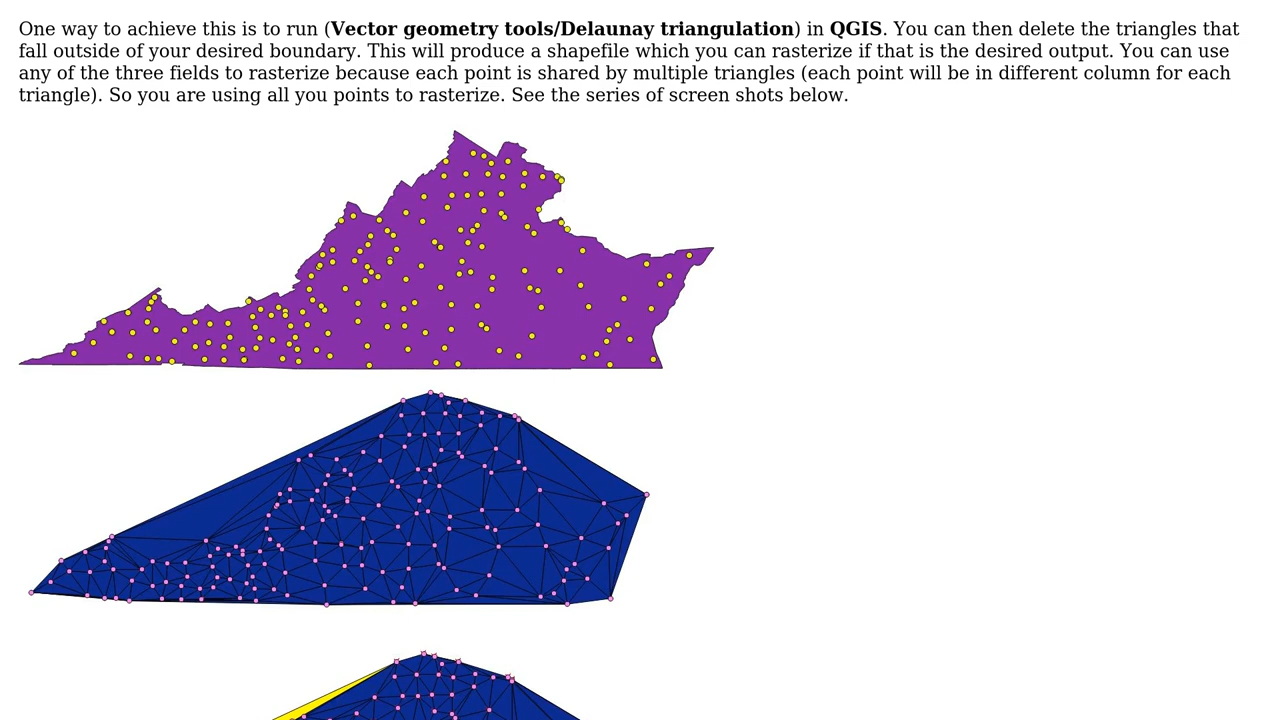 One way to achieve this is to run (Vector geometry tools/Delaunay triangulation) in QGIS. You can then delete the triangles that
fall outside of your desired boundary. This will produce a shapefile which you can rasterize if that is the desired output. You can use
any of the three fields to rasterize because each point is shared by multiple triangles (each point will be in different column for each
triangle). So you are using all you points to rasterize. See the series of screen shots below.